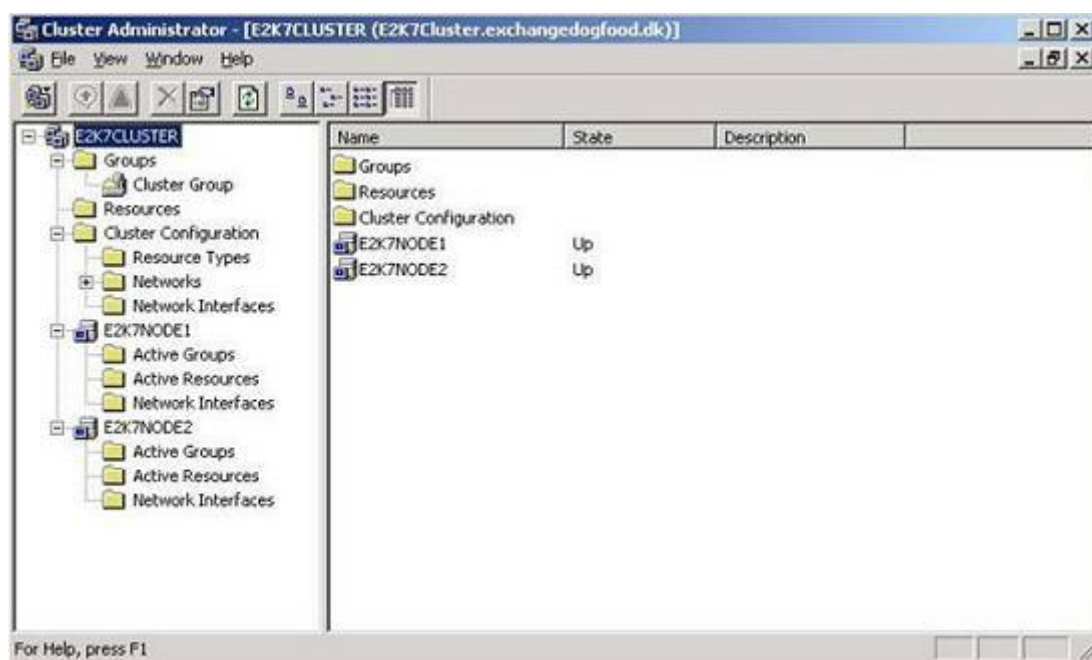 Cluster Administrator - [E2K7CLUSTER (E2K7Cluster.exchangedogfood.dk)]
File View Window Help
E2K7CLUSTER
Groups
Cluster Group
Resources
Cluster Configuration
Resource Types
Networks
Network Interfaces
E2K7NODE1
Active Groups
Active Resources
Network Interfaces
E2K7NODE2
Active Groups
Active Resources
Network Interfaces
Name State Description
Groups
Resources
Cluster Configuration
E2K7NODE1 Up
E2K7NODE2 Up
For Help, press F1